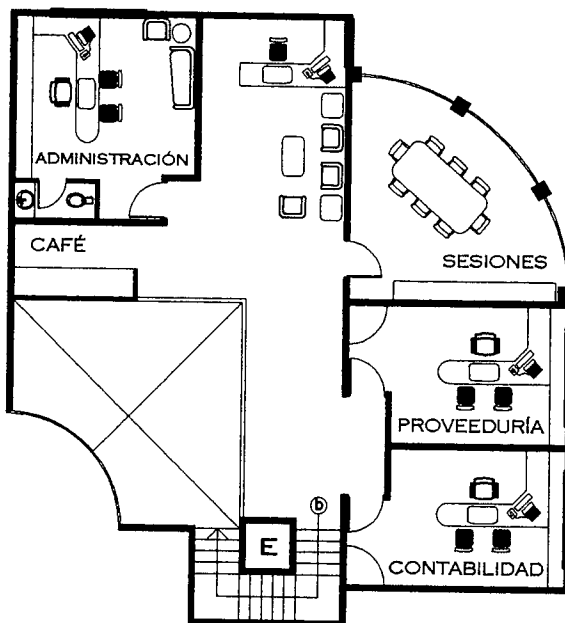 ADMINISTRACIÓN
CAFÉ
SESIONES
PROVEEDURÍA
b
E
CONTABILIDAD